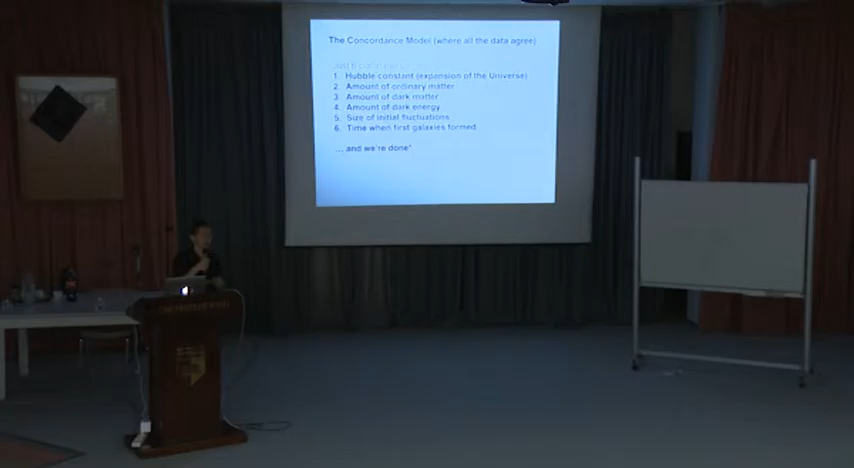 The Concordance Model (where all the data agree)
Just 6
1. Hubble constant (expansion of the Universe)
2. Amount of ordinary matter
3. Amount of dark matter
4. Amount of dark energy
5. Size of initial fluctuations
6. Time when first galaxies formed
... and we're done*